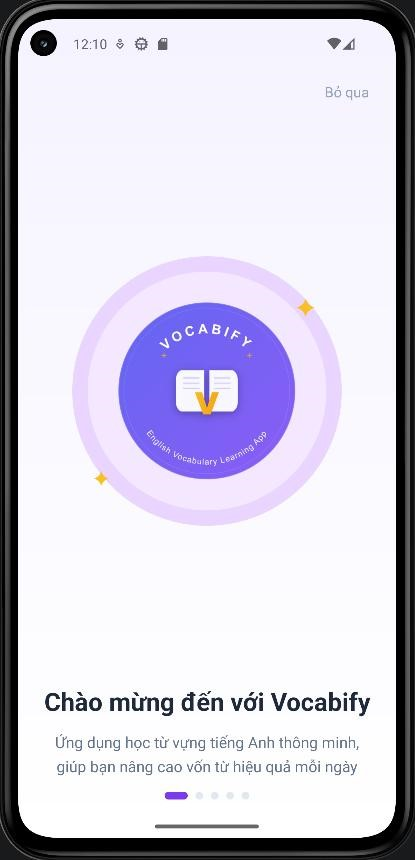 12:10
Bỏ qua
VOCABIFY
V
English Vocabulary Learning App
Chào mừng đến với Vocabify
Ứng dụng học từ vựng tiếng Anh thông minh,
giúp bạn nâng cao vốn từ hiệu quả mỗi ngày